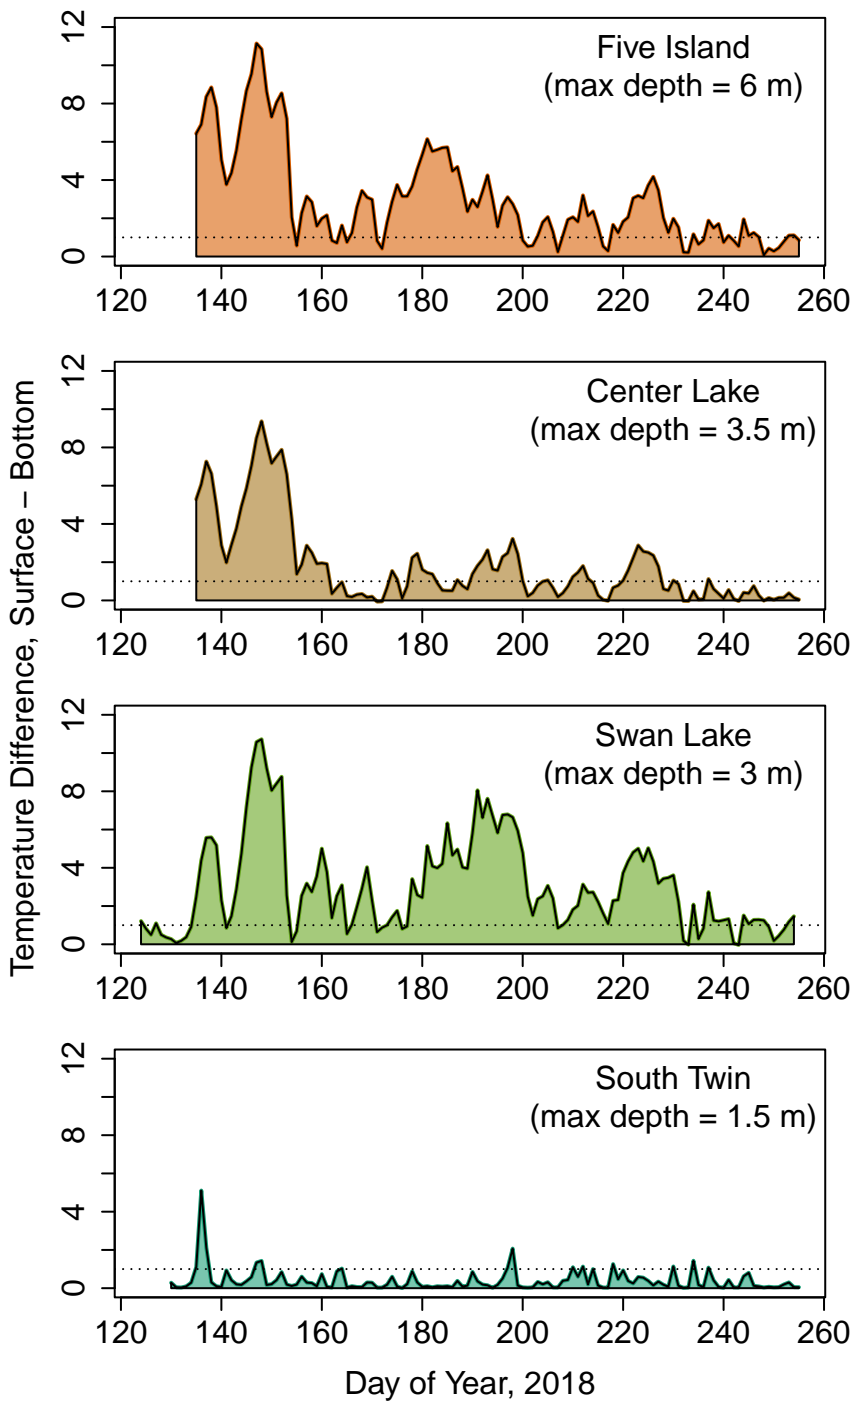 Temperature Difference, Surface – Bottom
Five Island
(max depth = 6 m)
12
8
4
0
120 140 160 180 200 220 240 260
Center Lake
(max depth = 3.5 m)
12
8
4
0
120 140 160 180 200 220 240 260
Swan Lake
(max depth = 3 m)
12
8
4
0
120 140 160 180 200 220 240 260
South Twin
(max depth = 1.5 m)
12
8
4
0
120 140 160 180 200 220 240 260
Day of Year, 2018